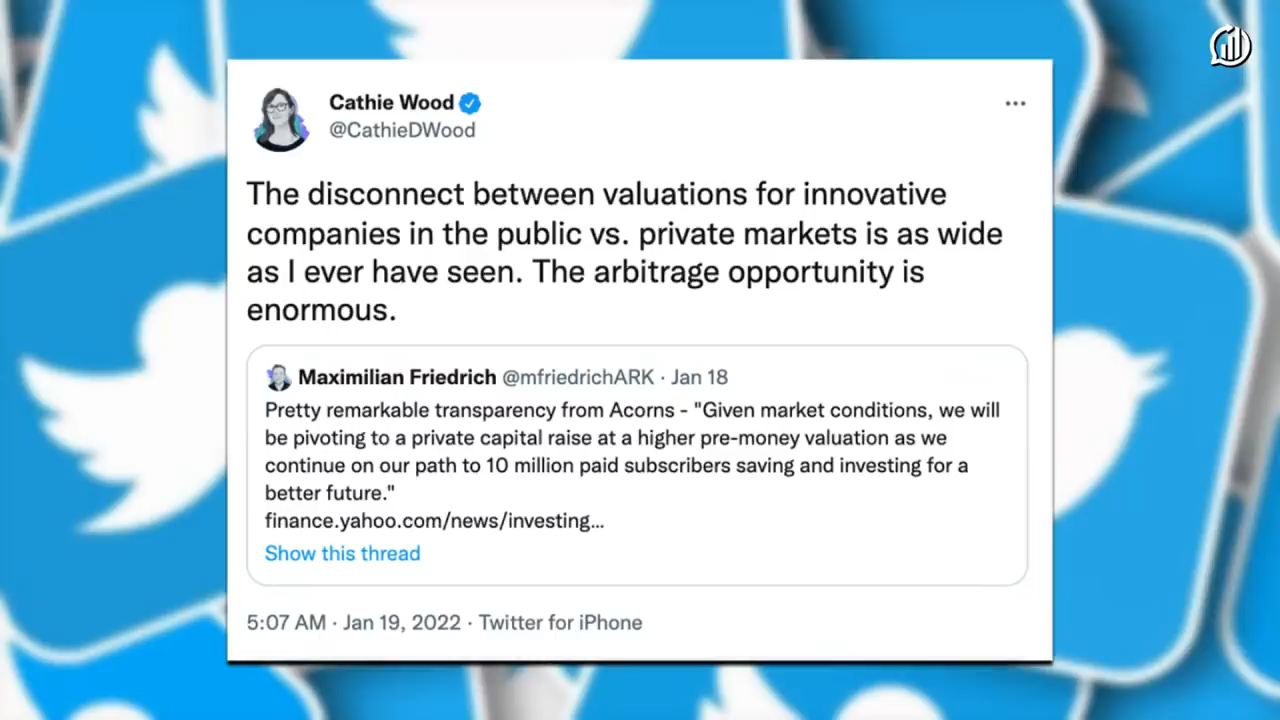 Cathie Wood
@CathieDWood
The disconnect between valuations for innovative
companies in the public vs. private markets is as wide
as I ever have seen. The arbitrage opportunity is
enormous.
Maximilian Friedrich @mfriedrichARK · Jan 18
Pretty remarkable transparency from Acorns - "Given market conditions, we will
be pivoting to a private capital raise at a higher pre-money valuation as we
continue on our path to 10 million paid subscribers saving and investing for a
better future."
finance.yahoo.com/news/investing...
Show this thread
5:07 AM · Jan 19, 2022 · Twitter for iPhone